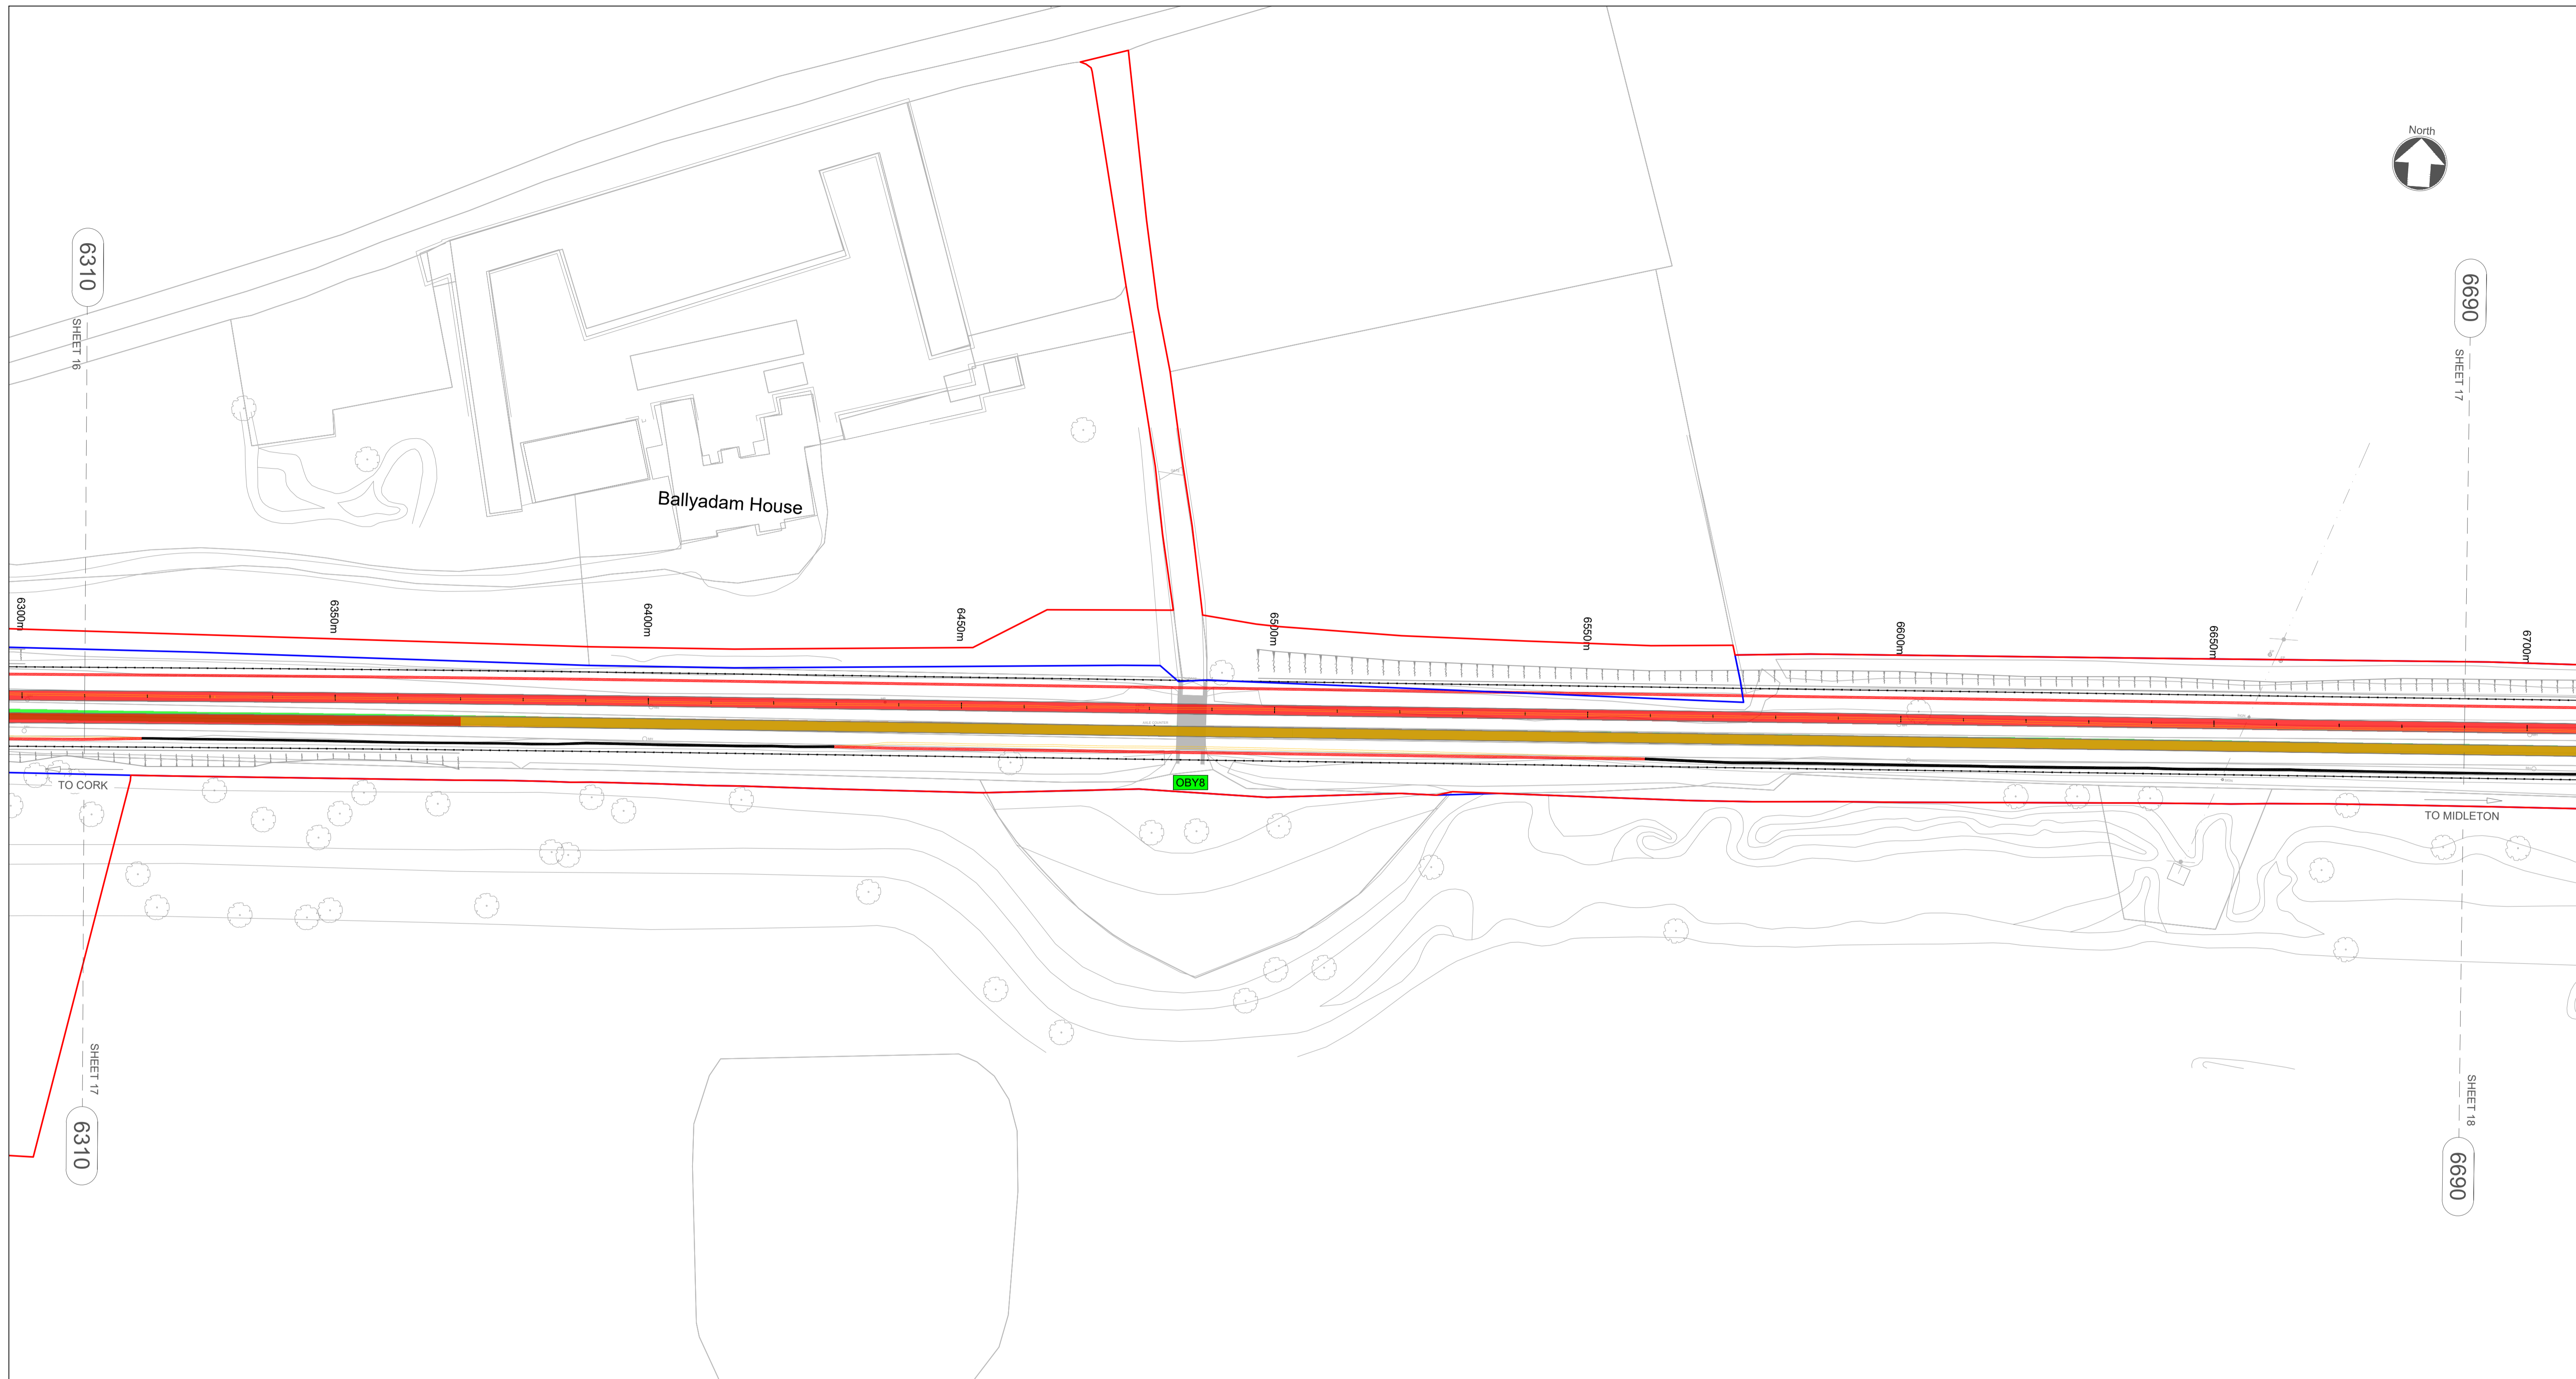 North
6310
SHEET 16
6690
SHEET 17
Ballyadam House
6300m
6350m
6400m
6450m
6500m
6550m
6600m
6650m
6700m
TO CORK
OBY8
TO MIDLETON
SHEET 17
6310
SHEET 18
6690